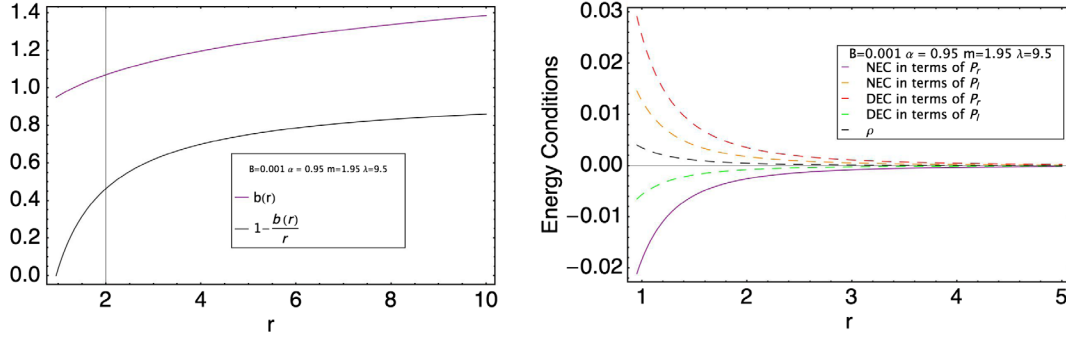 1.4
1.2
1.0
0.8
0.6
0.4
0.2
0.0
B=0.001 α = 0.95 m=1.95 λ=9.5
b(r)
1-b(r)/r
2
4
6
8
10
r
Energy Conditions
0.03
0.02
0.01
0.00
-0.01
-0.02
B=0.001 α = 0.95 m=1.95 λ=9.5
NEC in terms of Pr
NEC in terms of Pl
DEC in terms of Pr
DEC in terms of Pl
ρ
1
2
3
4
5
r